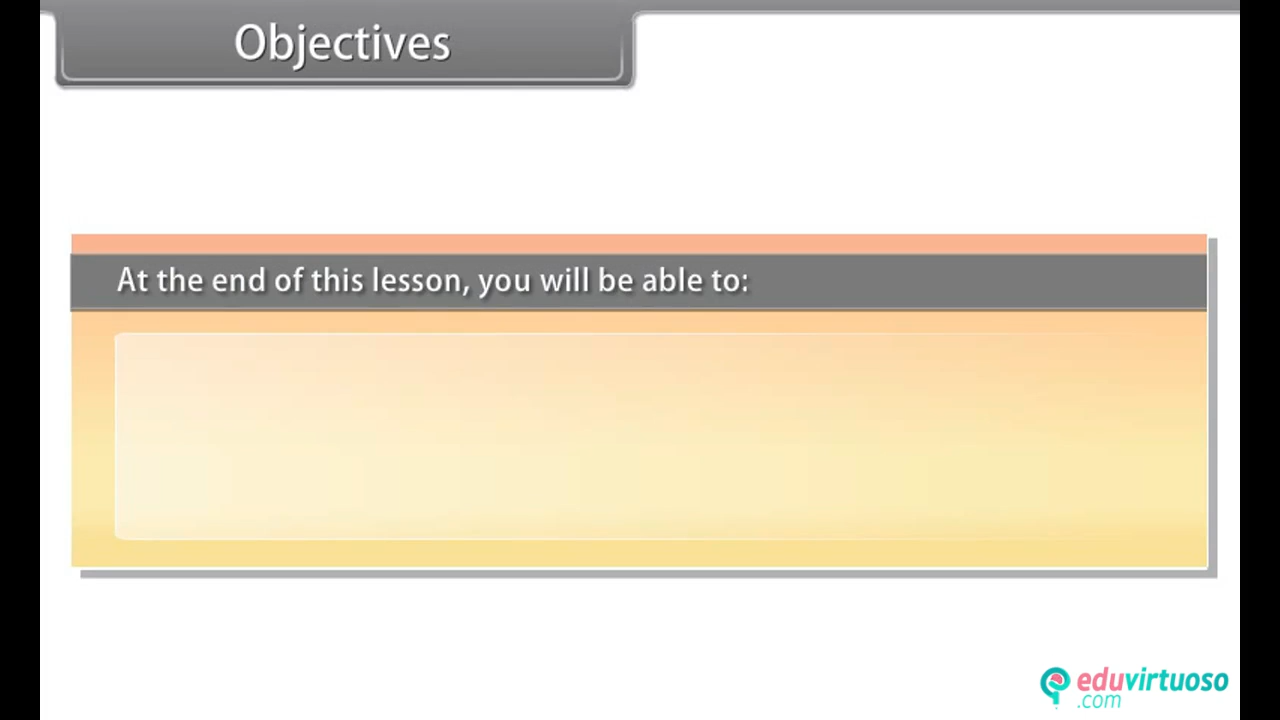 Objectives
At the end of this lesson, you will be able to:
eduvirtuoso
.com